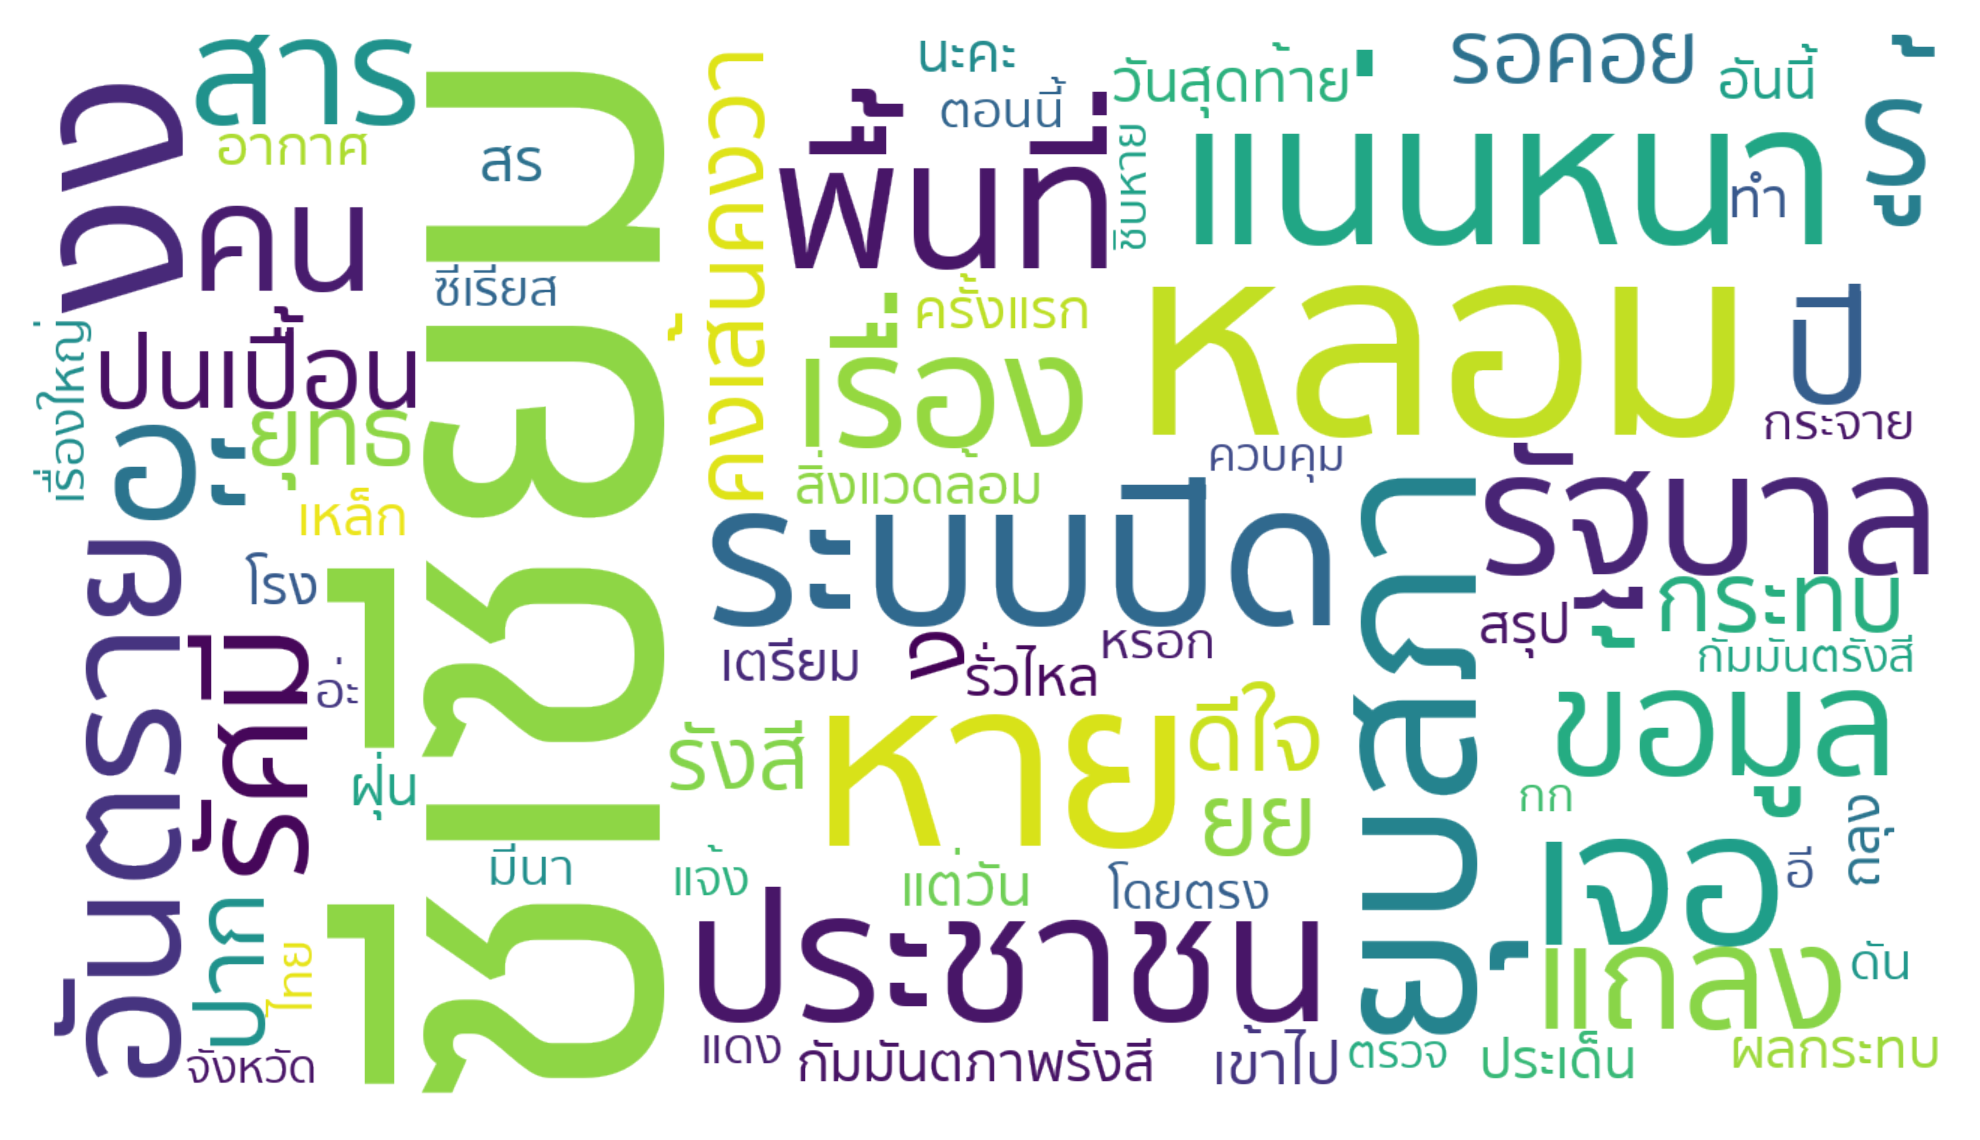 สาร
อากาศ
งง
คน
สร
ซีเรียส
ซีเซียม
นะคะ
ตอนนี้
วันสุดท้าย
รอคอย
อันนี้
รู้
คงเส้นคงวา
พื้นที่
ชิบหาย
แน่นหนา
ทำ
ครั้งแรก
เรื่อง
หลอม
ปี
กระจาย
เรื่องใหญ่
ปนเปื้อน
อะ
ยุทธ
เหล็ก
สิ่งแวดล้อม
ควบคุม
ระบบปิด
รัฐบาล
ยุบสภา
โรง
อันตราย
รัศมี
อ่ะ
ฝุ่น
เตรียม
ง
รั่วไหล
หรอก
สรุป
กระทบ
กัมมันตรังสี
รังสี
หาย
ดีใจ
ยย
ข้อมูล
กก
ถลุง
มีนา
แจ้ง
แต่วัน
โดยตรง
เจอ
อี
ปาก
ไทย
จังหวัด
ประชาชน
แถลง
ดัน
แดง
กัมมันตภาพรังสี
เข้าไป
ตรวจ
ประเด็น
ผลกระทบ